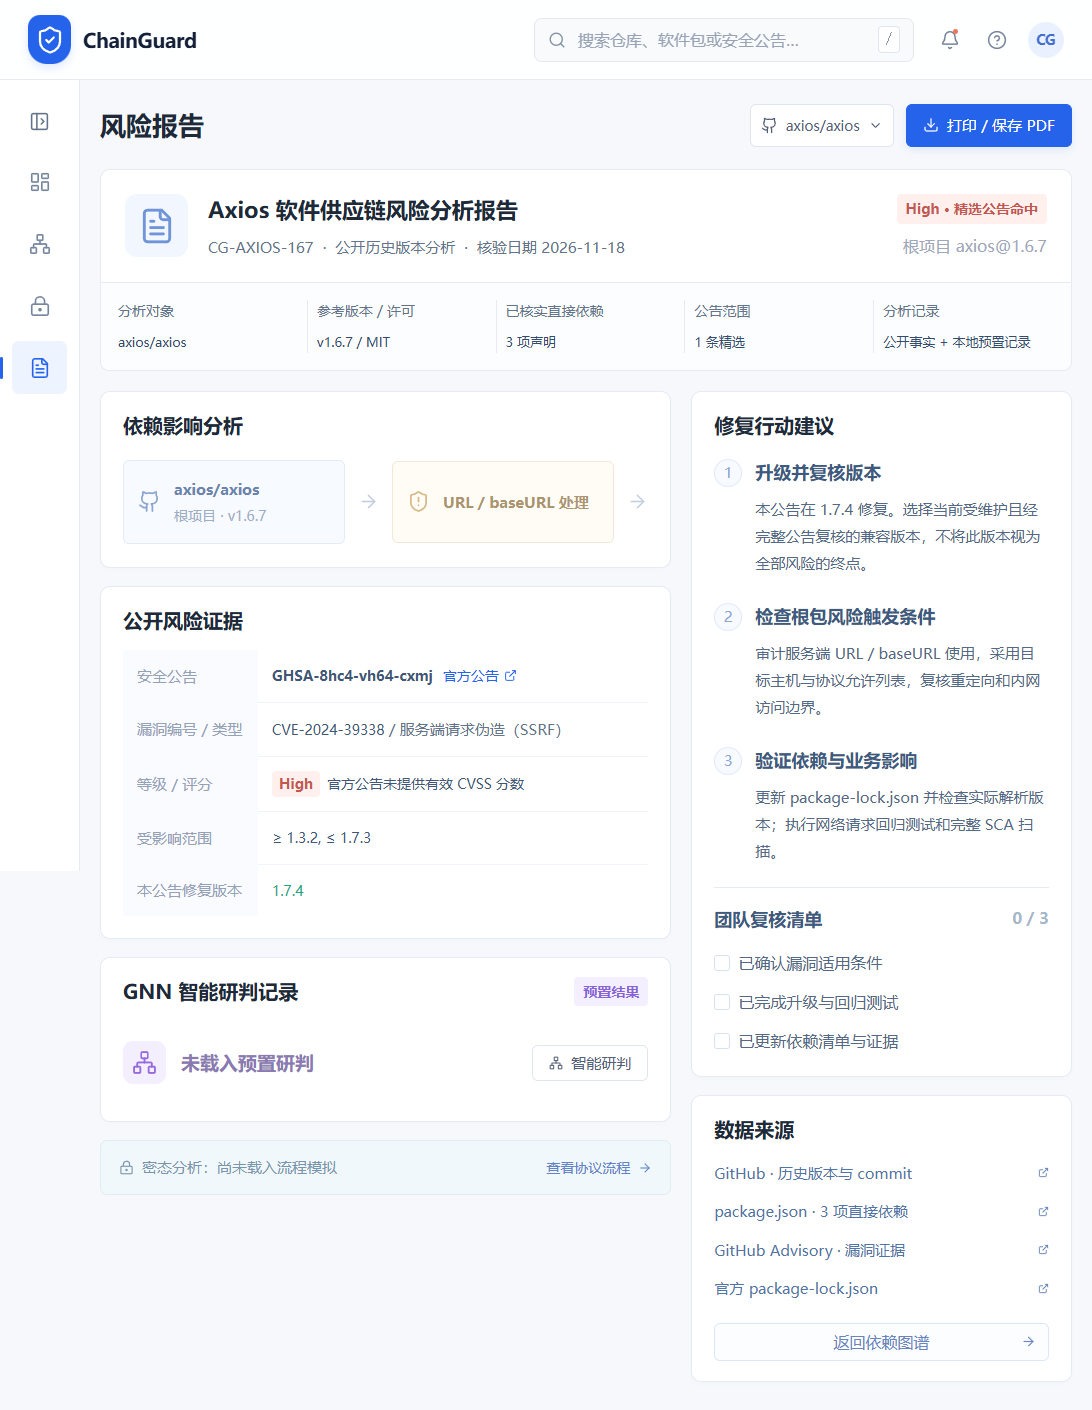 ChainGuard
搜索仓库、软件包或安全公告...
/
CG
风险报告
axios/axios
打印 / 保存 PDF
Axios 软件供应链风险分析报告
CG-AXIOS-167 · 公开历史版本分析 · 核验日期 2026-11-18
High • 精选公告命中
根项目 axios@1.6.7
分析对象
axios/axios
参考版本 / 许可
v1.6.7 / MIT
已核实直接依赖
3 项声明
公告范围
1 条精选
分析记录
公开事实 + 本地预置记录
依赖影响分析
axios/axios
根项目 · v1.6.7
URL / baseURL 处理
公开风险证据
安全公告
GHSA-8hc4-vh64-cxmj 官方公告
漏洞编号 / 类型
CVE-2024-39338 / 服务端请求伪造（SSRF）
等级 / 评分
High 官方公告未提供有效 CVSS 分数
受影响范围
≥ 1.3.2, ≤ 1.7.3
本公告修复版本
1.7.4
GNN 智能研判记录
预置结果
未载入预置研判
智能研判
密态分析：尚未载入流程模拟
查看协议流程
修复行动建议
1 升级并复核版本
本公告在 1.7.4 修复。选择当前受维护且经
完整公告复核的兼容版本，不将此版本视为
全部风险的终点。
2 检查根包风险触发条件
审计服务端 URL / baseURL 使用，采用目
标主机与协议允许列表，复核重定向和内网
访问边界。
3 验证依赖与业务影响
更新 package-lock.json 并检查实际解析版
本；执行网络请求回归测试和完整 SCA 扫
描。
团队复核清单
0 / 3
已确认漏洞适用条件
已完成升级与回归测试
已更新依赖清单与证据
数据来源
GitHub · 历史版本与 commit
package.json · 3 项直接依赖
GitHub Advisory · 漏洞证据
官方 package-lock.json
返回依赖图谱